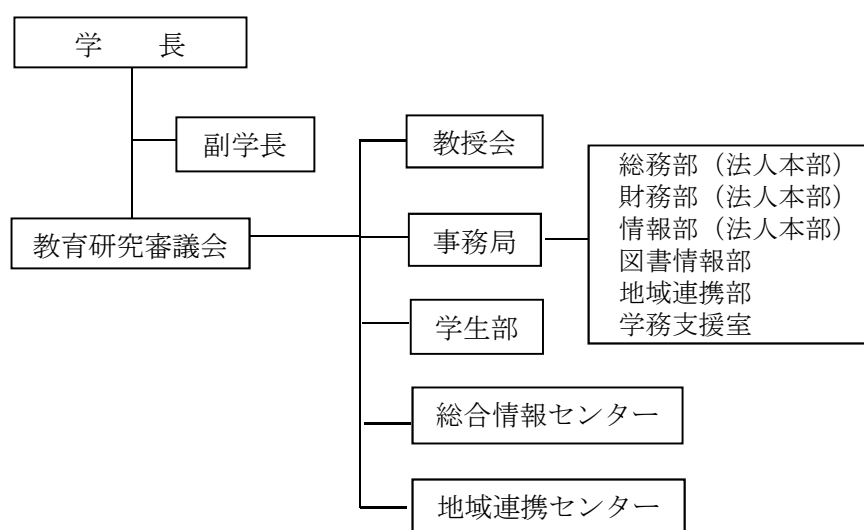 学　　長
副学長
教育研究審議会
教授会
事務局
総務部（法人本部）
財務部（法人本部）
情報部（法人本部）
図書情報部
地域連携部
学務支援室
学生部
総合情報センター
地域連携センター